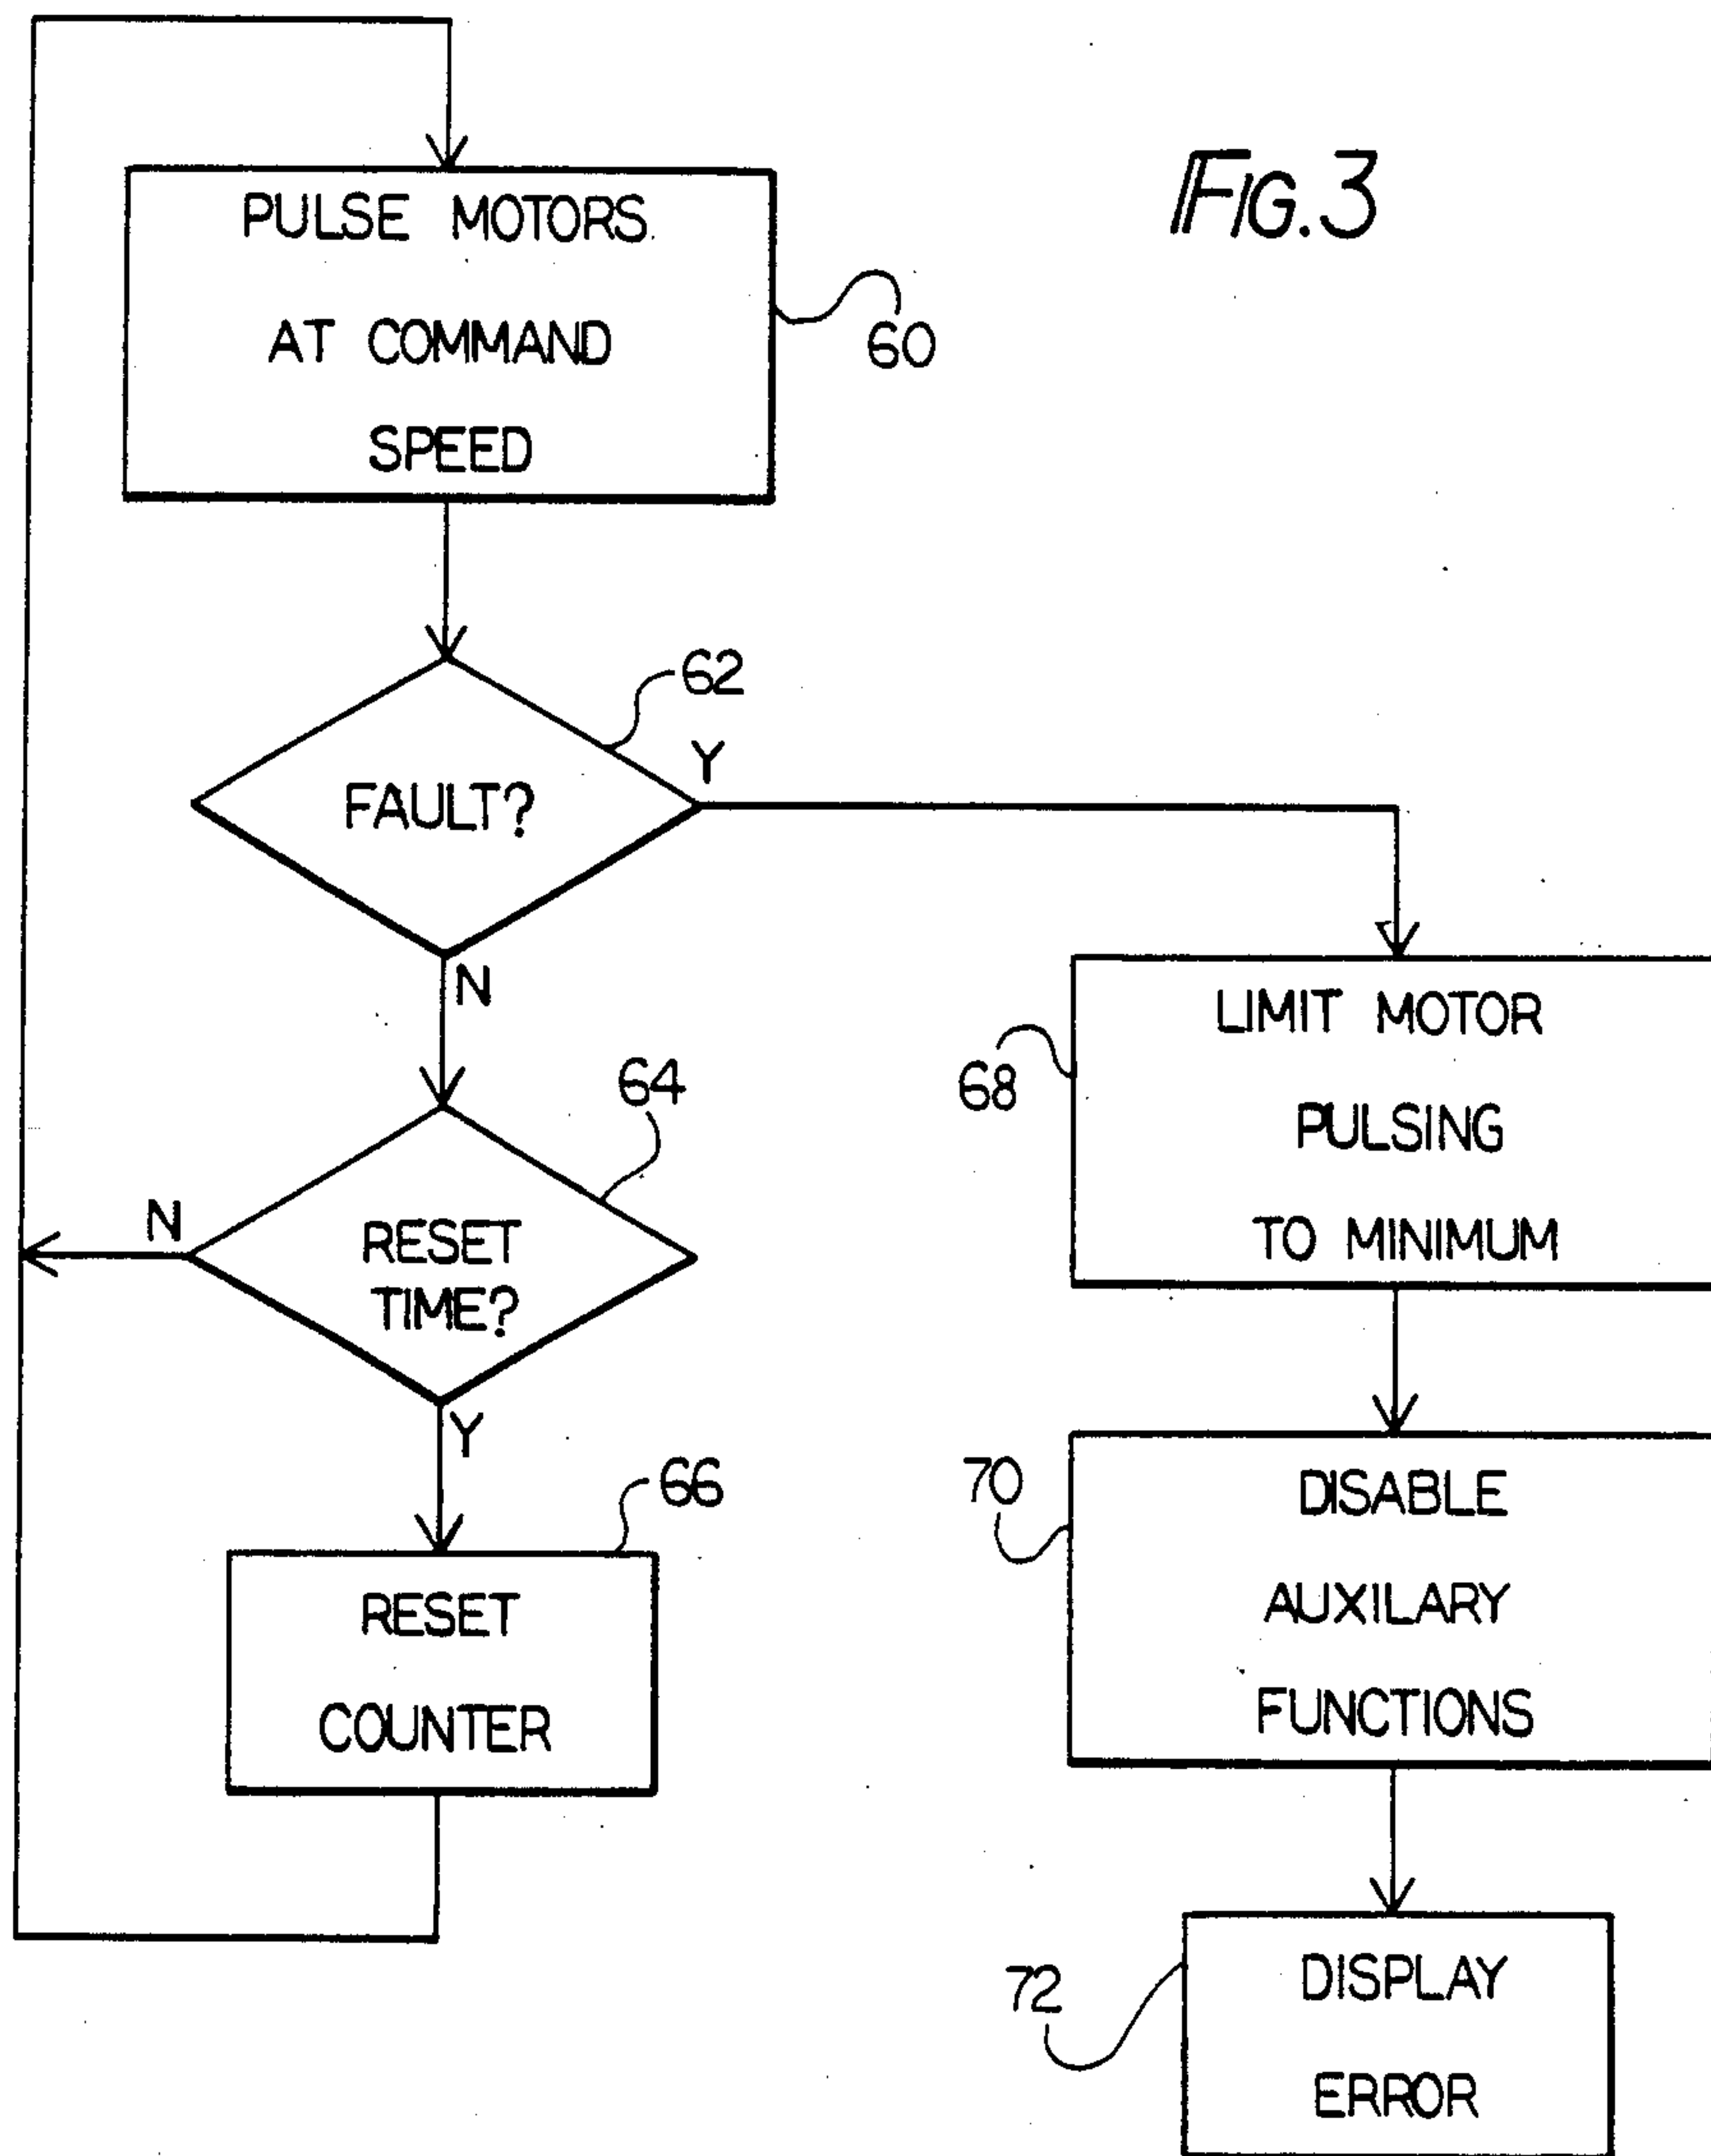 FIG. 3
PULSE MOTORS
AT COMMAND
SPEED
60
FAULT?
62
Y
N
RESET
TIME?
64
N
Y
RESET
COUNTER
66
LIMIT MOTOR
PULSING
TO MINIMUM
68
DISABLE
AUXILARY
FUNCTIONS
70
DISPLAY
ERROR
72